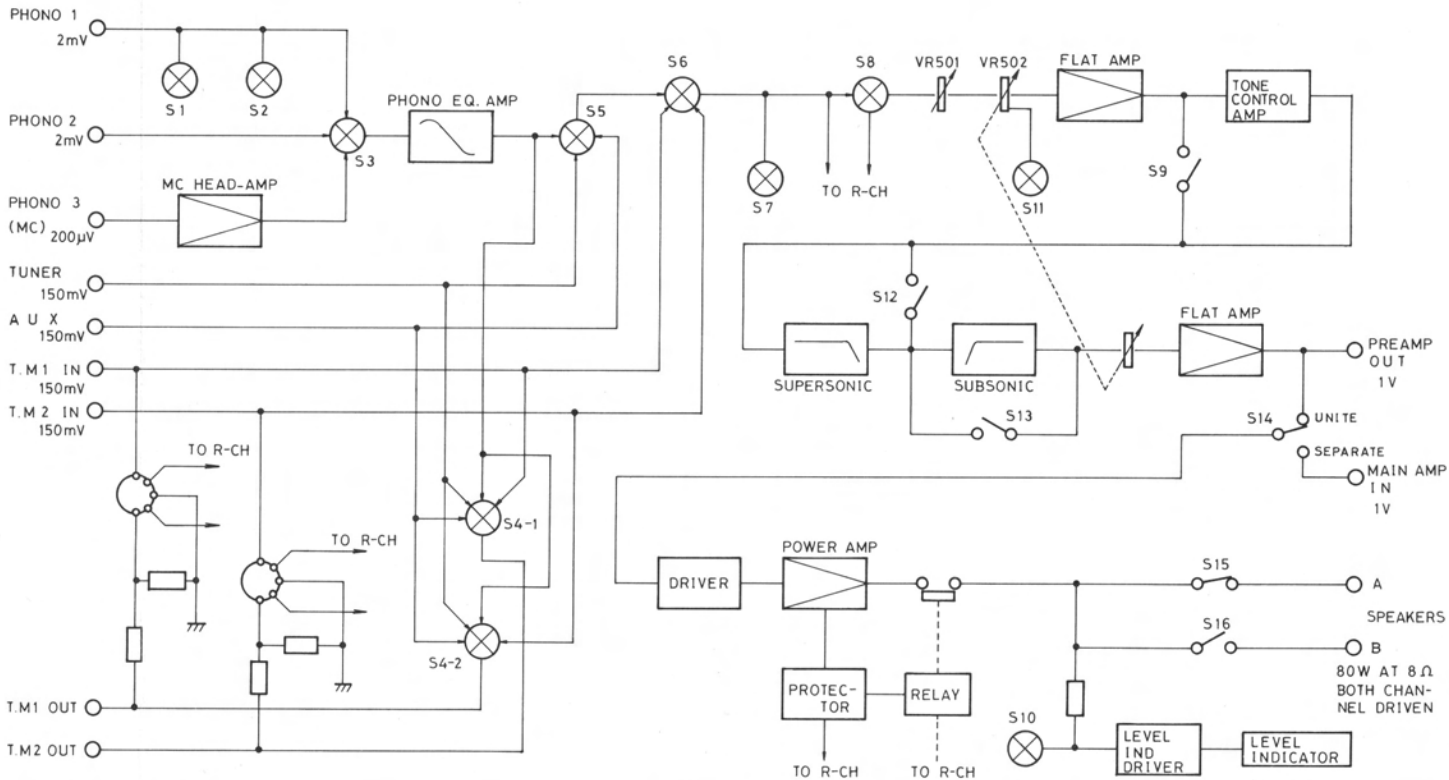 PHONO 1
2mV
S1
S2
PHONO 2
2mV
S3
PHONO EQ. AMP
S5
S6
S8
VR501
VR502
FLAT AMP
TONE
CONTROL
AMP
S7
TO R-CH
S11
S9
MC HEAD-AMP
PHONO 3
(MC)
200μV
TUNER
150mV
AUX
150mV
T.M1 IN
150mV
T.M2 IN
150mV
S12
SUPERSONIC
SUBSONIC
S13
FLAT AMP
PREAMP
OUT
1V
S14
UNITE
SEPARATE
MAIN AMP
IN
1V
TO R-CH
TO R-CH
S4-1
S4-2
T.M1 OUT
T.M2 OUT
DRIVER
POWER AMP
PROTEC-
TOR
RELAY
TO R-CH
TO R-CH
S15
A
SPEAKERS
S16
B
80W AT 8Ω
BOTH CHAN-
NEL DRIVEN
S10
LEVEL
IND
DRIVER
LEVEL
INDICATOR